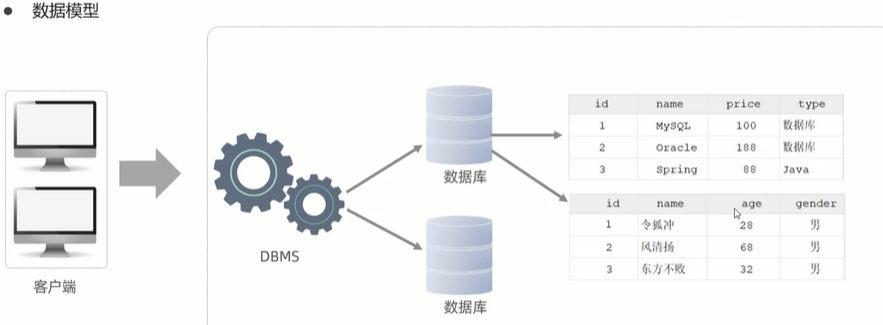 ● 数据模型
id name price type
1 MySQL 100 数据库
2 Oracle 188 数据库
3 Spring 88 Java
数据库
id name age gender
1 令狐冲 28 男
2 风清扬 68 男
3 东方不败 32 男
DBMS
客户端
数据库